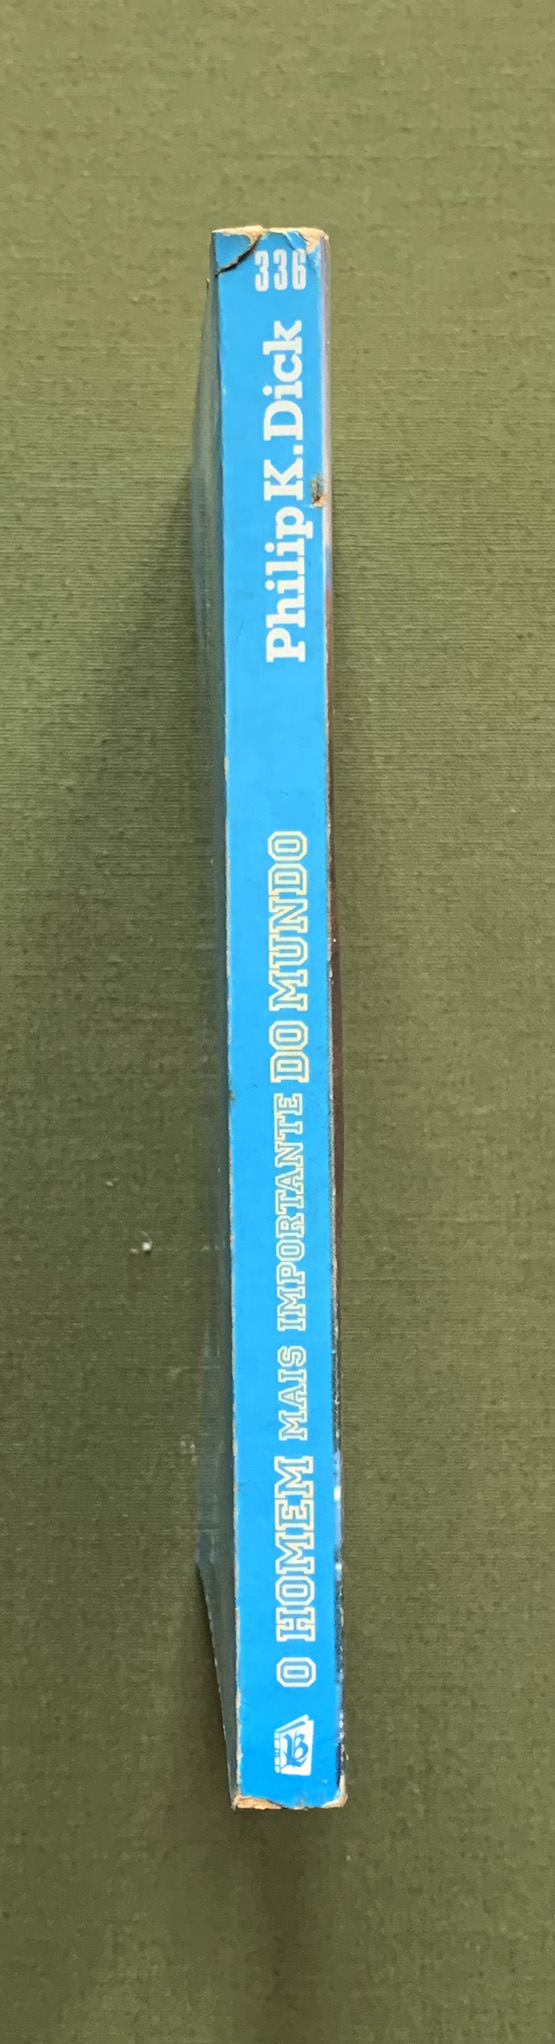 336
Philip K. Dick
O HOMEM MAIS IMPORTANTE DO MUNDO